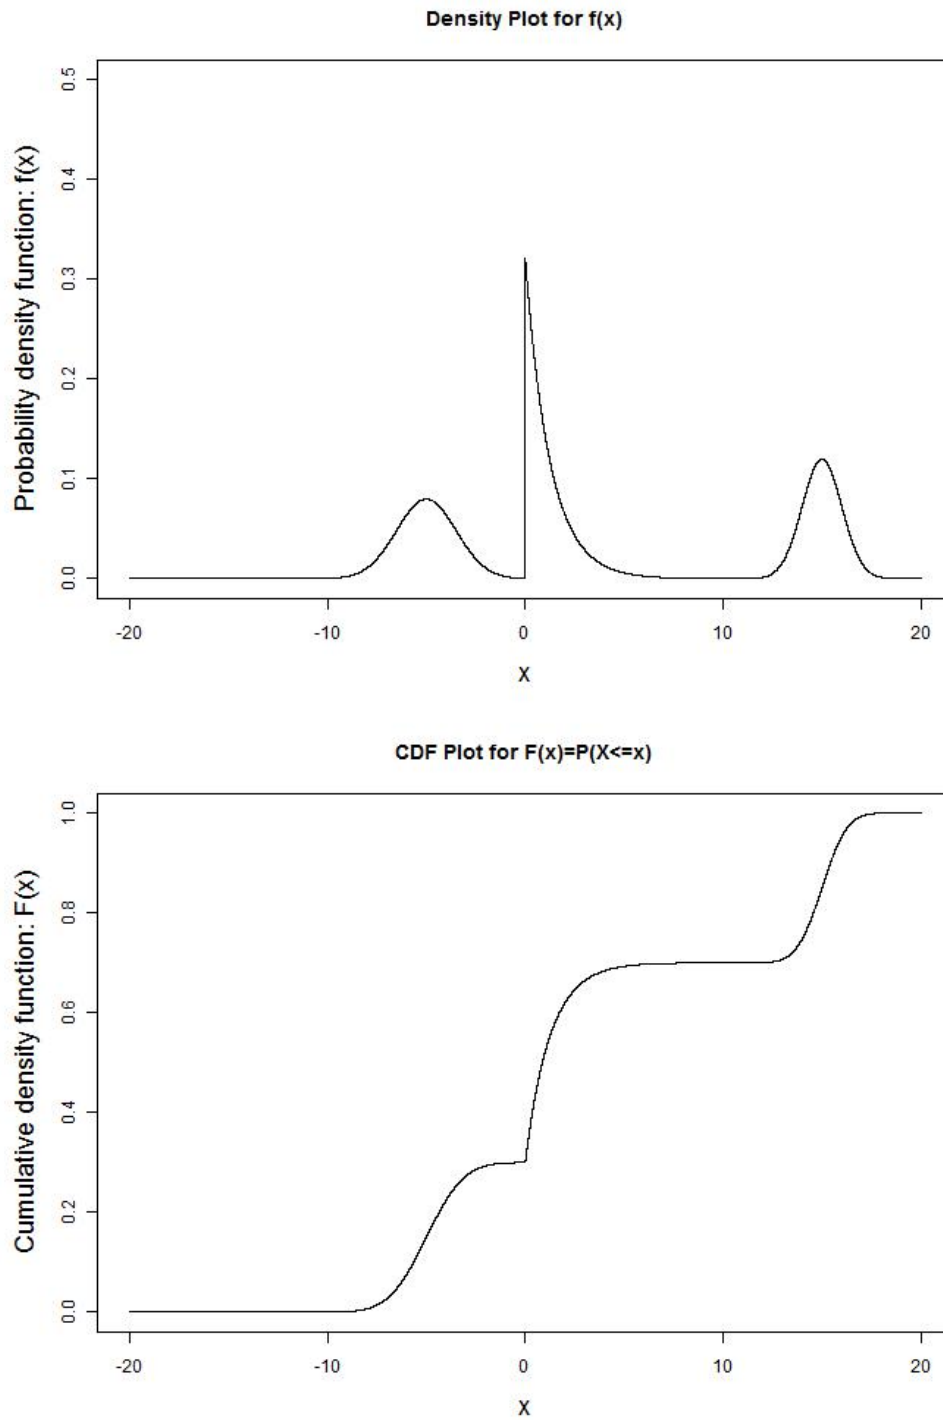 Density Plot for f(x)
Probability density function: f(x)
0.5
0.4
0.3
0.2
0.1
0.0
-20 -10 0 10 20
X
CDF Plot for F(x)=P(X<=x)
Cumulative density function: F(x)
1.0
0.8
0.6
0.4
0.2
0.0
-20 -10 0 10 20
X